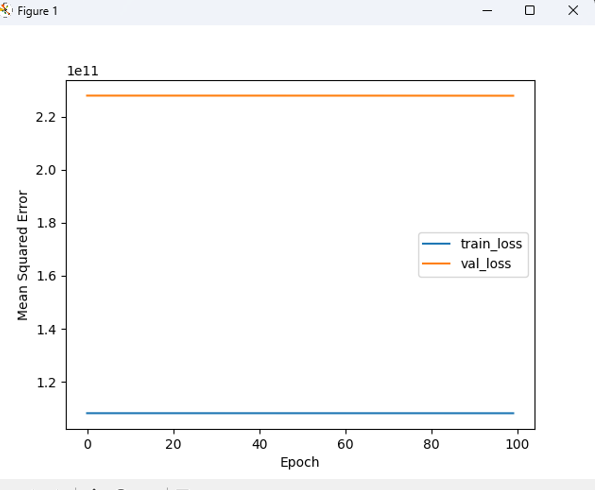 Figure 1
1e11
2.2
2.0
1.8
1.6
1.4
1.2
Mean Squared Error
train_loss
val_loss
0 20 40 60 80 100
Epoch